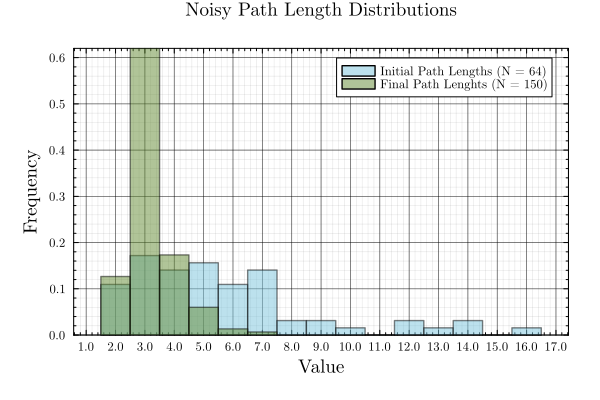 Noisy Path Length Distributions
Initial Path Lengths (N = 64)
Final Path Lenghts (N = 150)
Frequency
0.6
0.5
0.4
0.3
0.2
0.1
0.0
1.0 2.0 3.0 4.0 5.0 6.0 7.0 8.0 9.0 10.0 11.0 12.0 13.0 14.0 15.0 16.0 17.0
Value